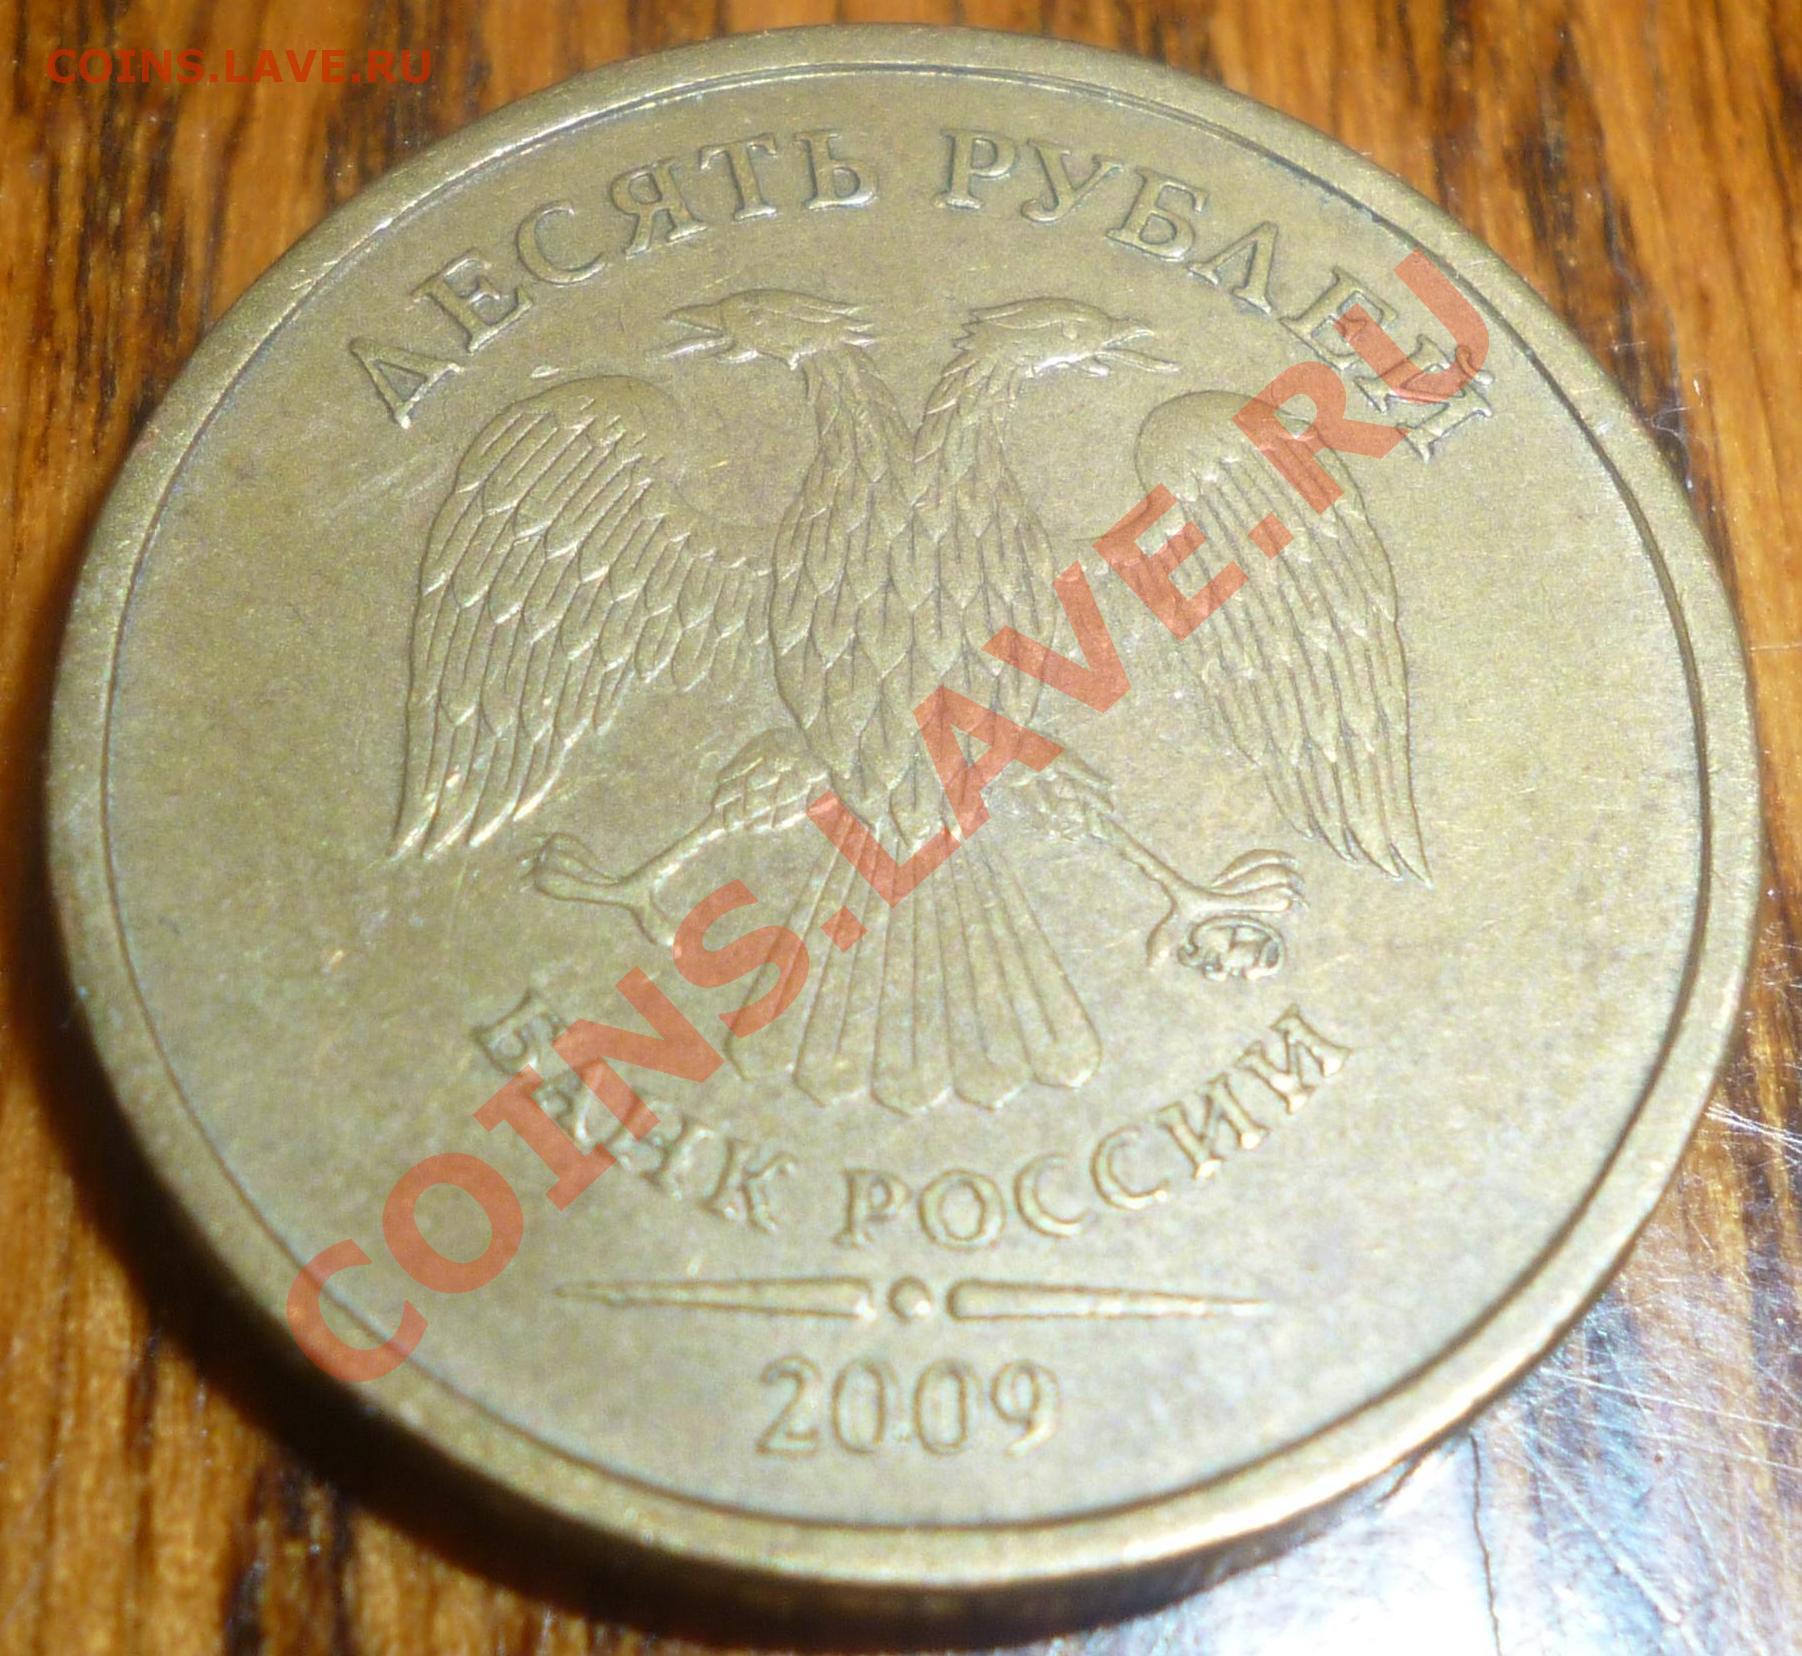 COINS.LAVE.RU
ДЕСЯТЬ РУБЛЕЙ
COINS.LAVE.RU
БАНК РОССИИ
2009